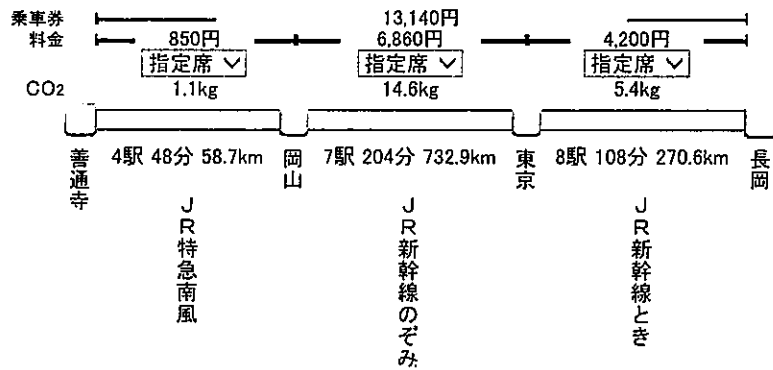 乗車券 13,140円
料金 850円 6,860円 4,200円
指定席 指定席 指定席
CO2 1.1kg 14.6kg 5.4kg
善通寺 4駅 48分 58.7km 岡山 7駅 204分 732.9km 東京 8駅 108分 270.6km 長岡
JR特急南風
JR新幹線のぞみ
JR新幹線とき